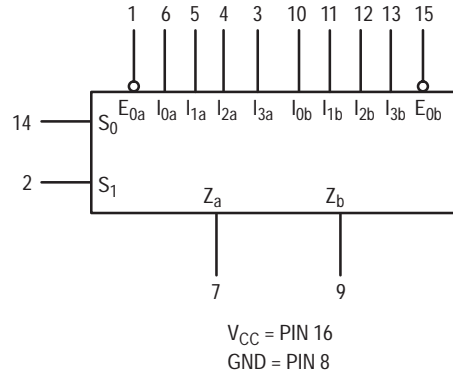 1 6 5 4 3 10 11 12 13 15
E0a I0a I1a I2a I3a I0b I1b I2b I3b E0b
14 S0
2 S1
Za Zb
7 9
VCC = PIN 16
GND = PIN 8